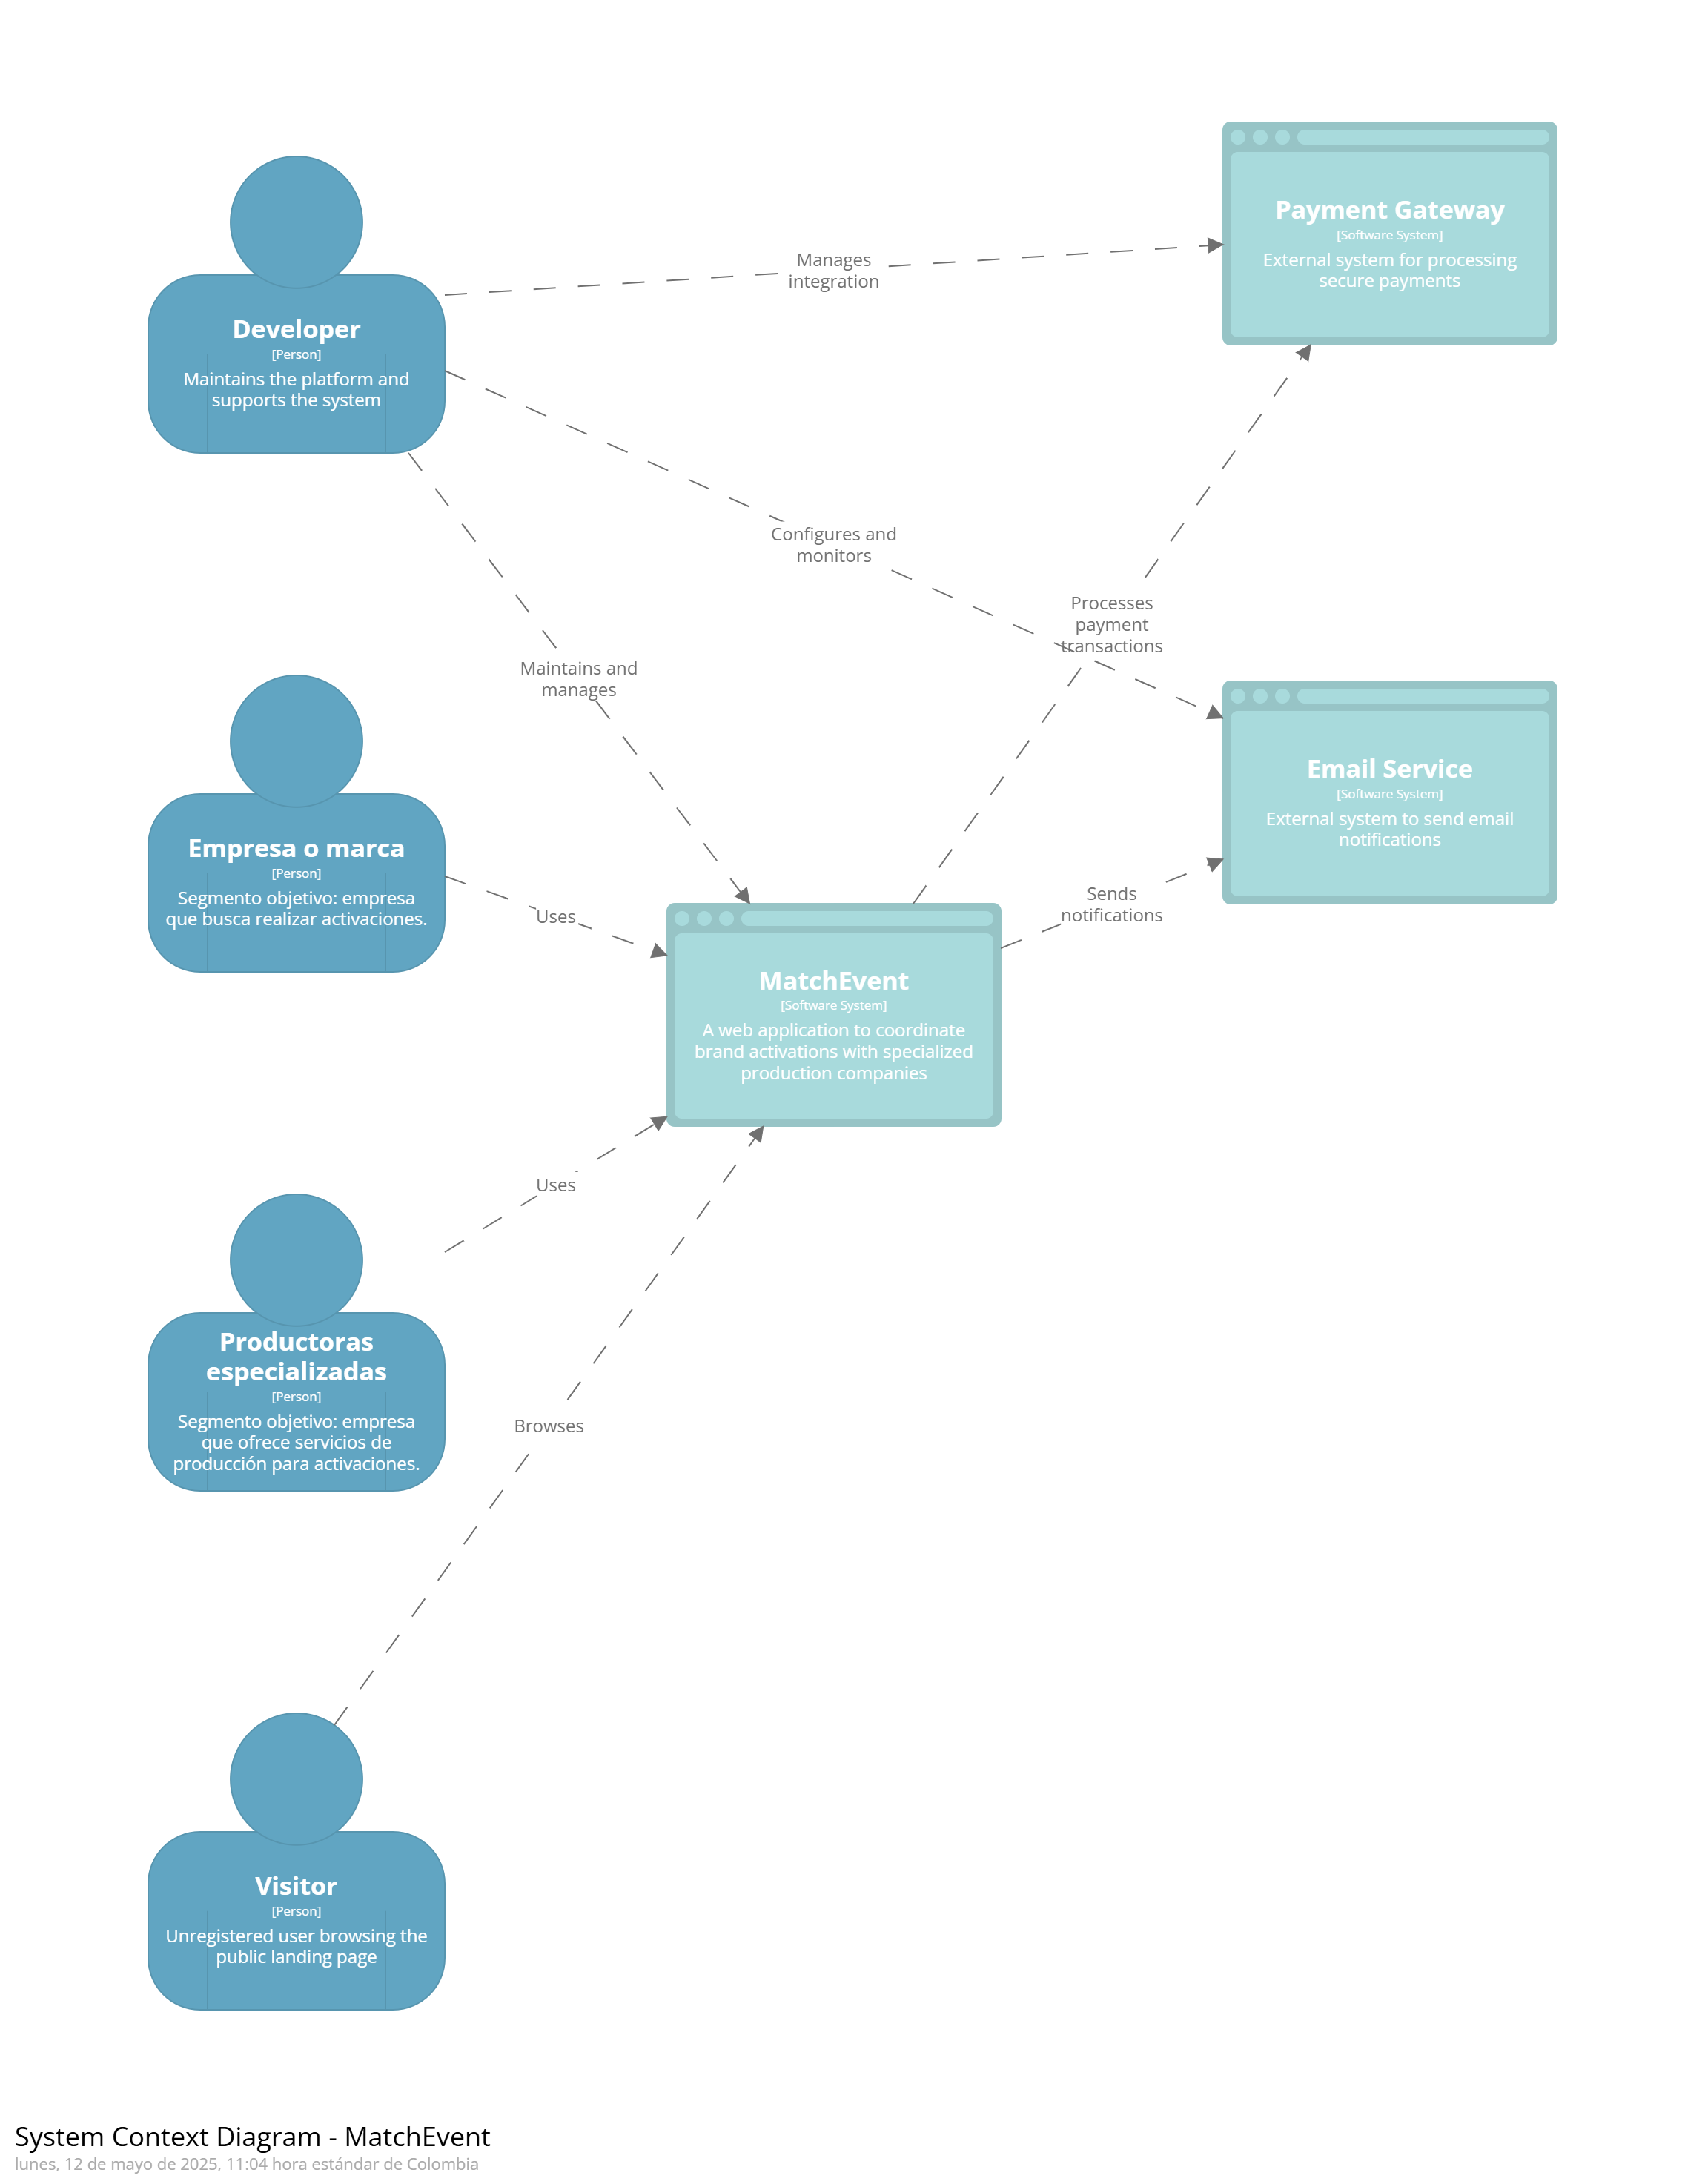 Payment Gateway
[Software System]
External system for processing
secure payments
Manages
integration
Developer
[Person]
Maintains the platform and
supports the system
Configures and
monitors
Processes
payment
transactions
Maintains and
manages
Email Service
[Software System]
External system to send email
notifications
Empresa o marca
[Person]
Segmento objetivo: empresa
que busca realizar activaciones.
Uses
Sends
notifications
MatchEvent
[Software System]
A web application to coordinate
brand activations with specialized
production companies
Uses
Productoras
especializadas
[Person]
Segmento objetivo: empresa
que ofrece servicios de
producción para activaciones.
Browses
Visitor
[Person]
Unregistered user browsing the
public landing page
System Context Diagram - MatchEvent
lunes, 12 de mayo de 2025, 11:04 hora estándar de Colombia